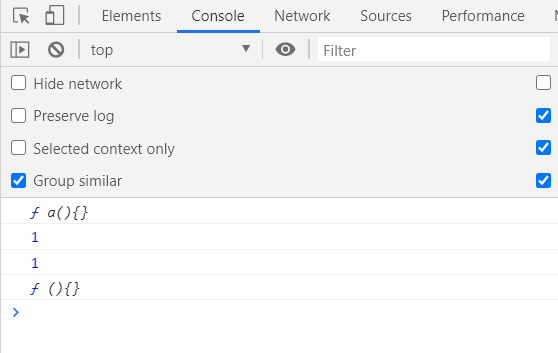 Elements Console Network Sources Performance
top Filter
Hide network
Preserve log
Selected context only
Group similar
ƒ a(){}
1
1
ƒ (){}